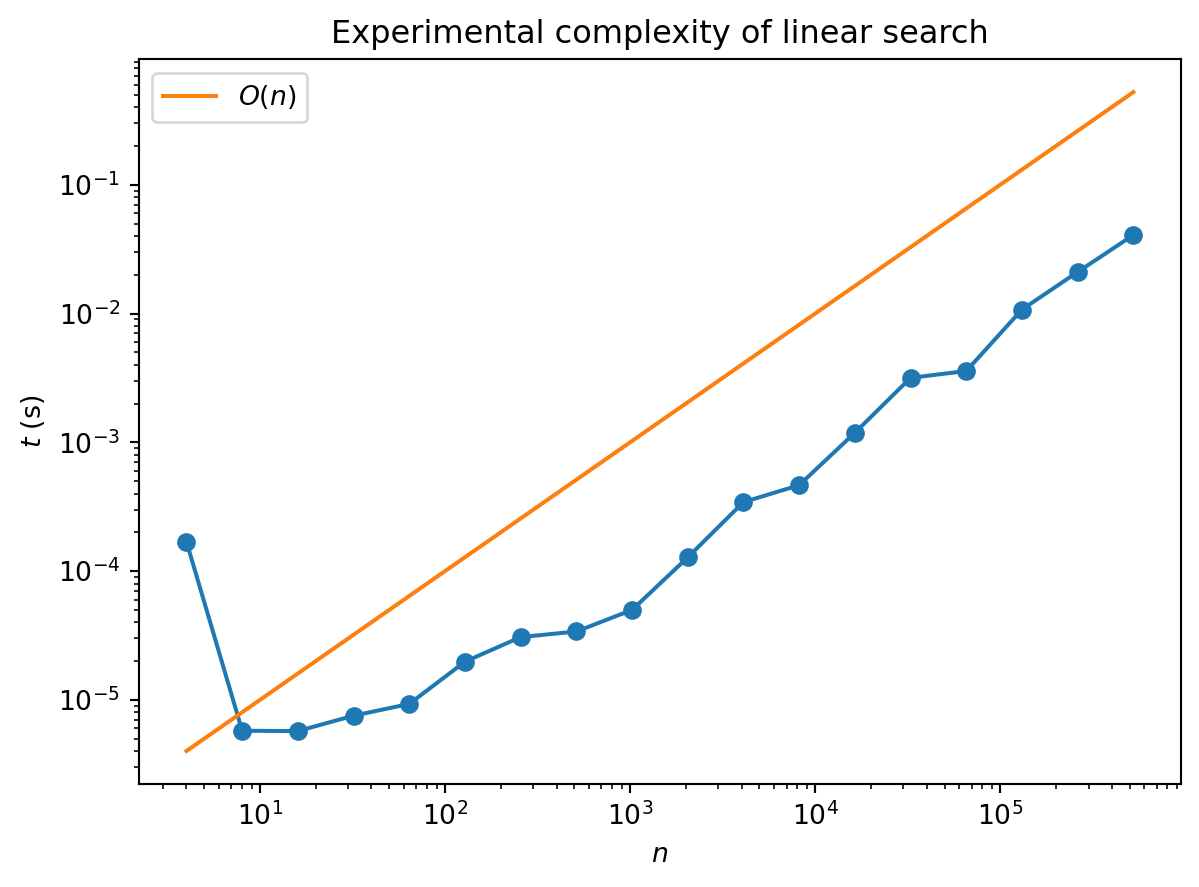 Experimental complexity of linear search
O(n)
10⁻¹
10⁻²
10⁻³
10⁻⁴
10⁻⁵
t (s)
10¹ 10² 10³ 10⁴ 10⁵
n